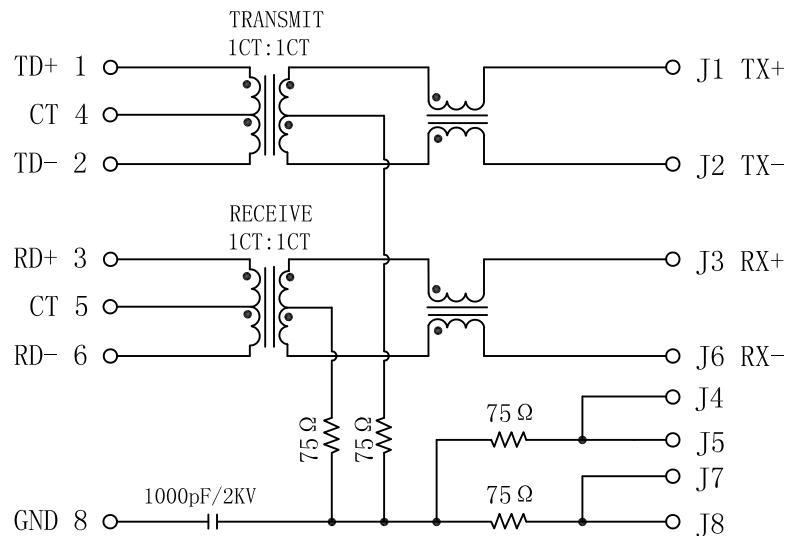 TRANSMIT
1CT:1CT
TD+ 1
J1 TX+
CT 4
TD- 2
J2 TX-
RECEIVE
1CT:1CT
RD+ 3
J3 RX+
CT 5
RD- 6
J6 RX-
J4
75Ω
75Ω
75Ω
J5
J7
1000pF/2KV
75Ω
GND 8
J8